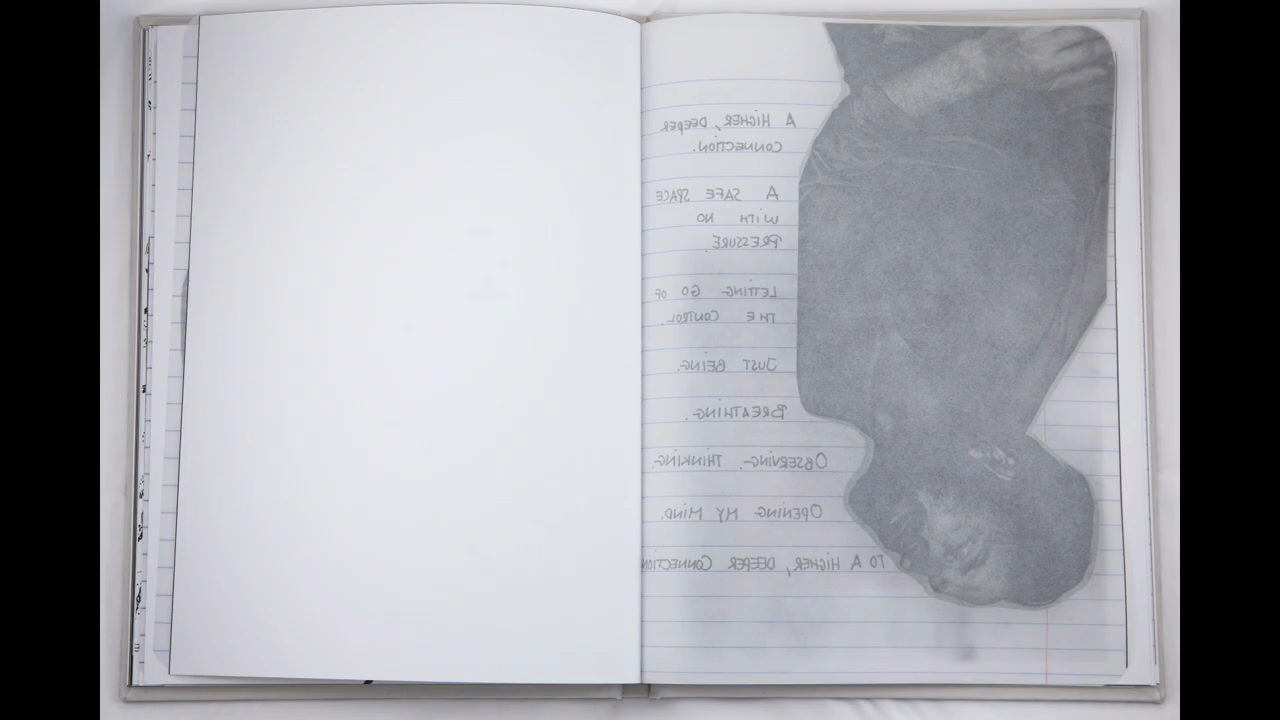 A HIGHER, DEEPER
CONNECTION.
A SAFE SPACE
WITH NO
PRESSURE.
LETTING GO OF
THE CONTROL.
JUST BEING.
BREATHING.
OBSERVING. THINKING.
OPENING MY MIND.
TO A HIGHER, DEEPER CONNECTION